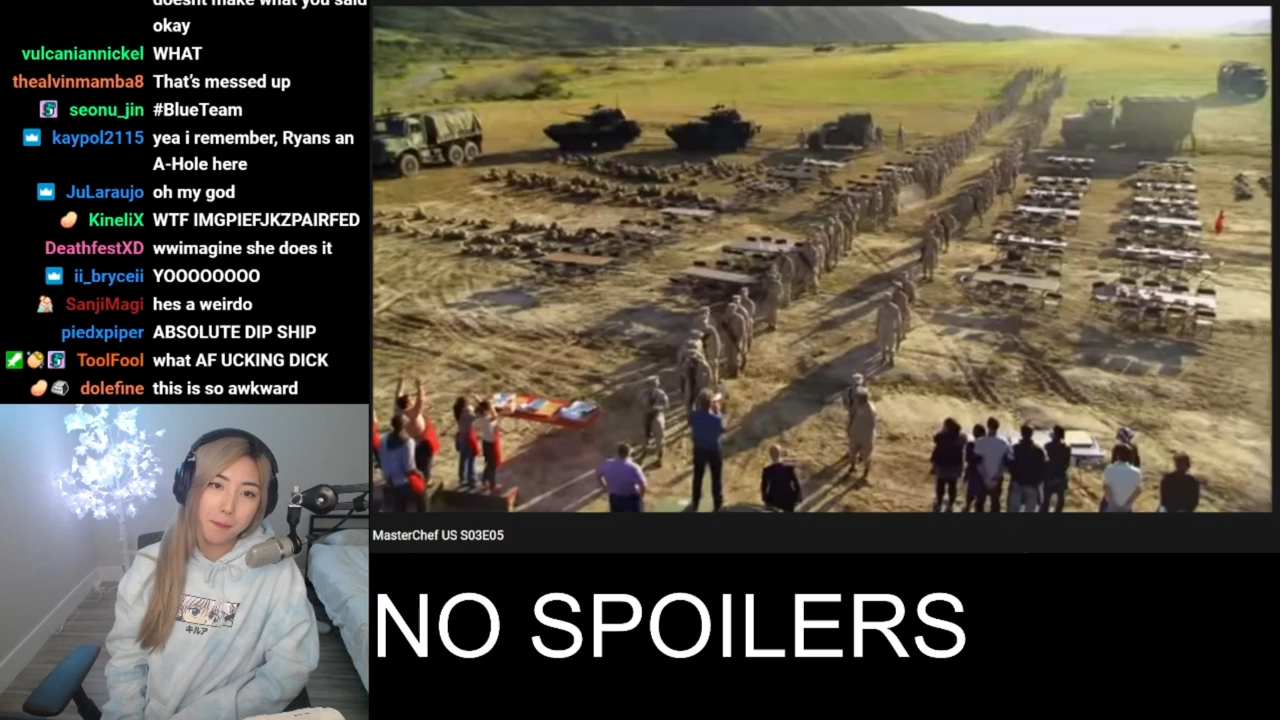 doesnt make what you said
okay
vulcaniannickel WHAT
thealvinmamba8 That's messed up
seonu_jin #BlueTeam
kaypol2115 yea i remember, Ryans an
A-Hole here
JuLaraujo oh my god
KineliX WTF IMGPIEFJKZPAIRFED
DeathfestXD wwimagine she does it
ii_bryceii YOOOOOOOO
SanjiMagi hes a weirdo
piedxpiper ABSOLUTE DIP SHIP
ToolFool what AF UCKING DICK
dolefine this is so awkward
キルア
MasterChef US S03E05
NO SPOILERS